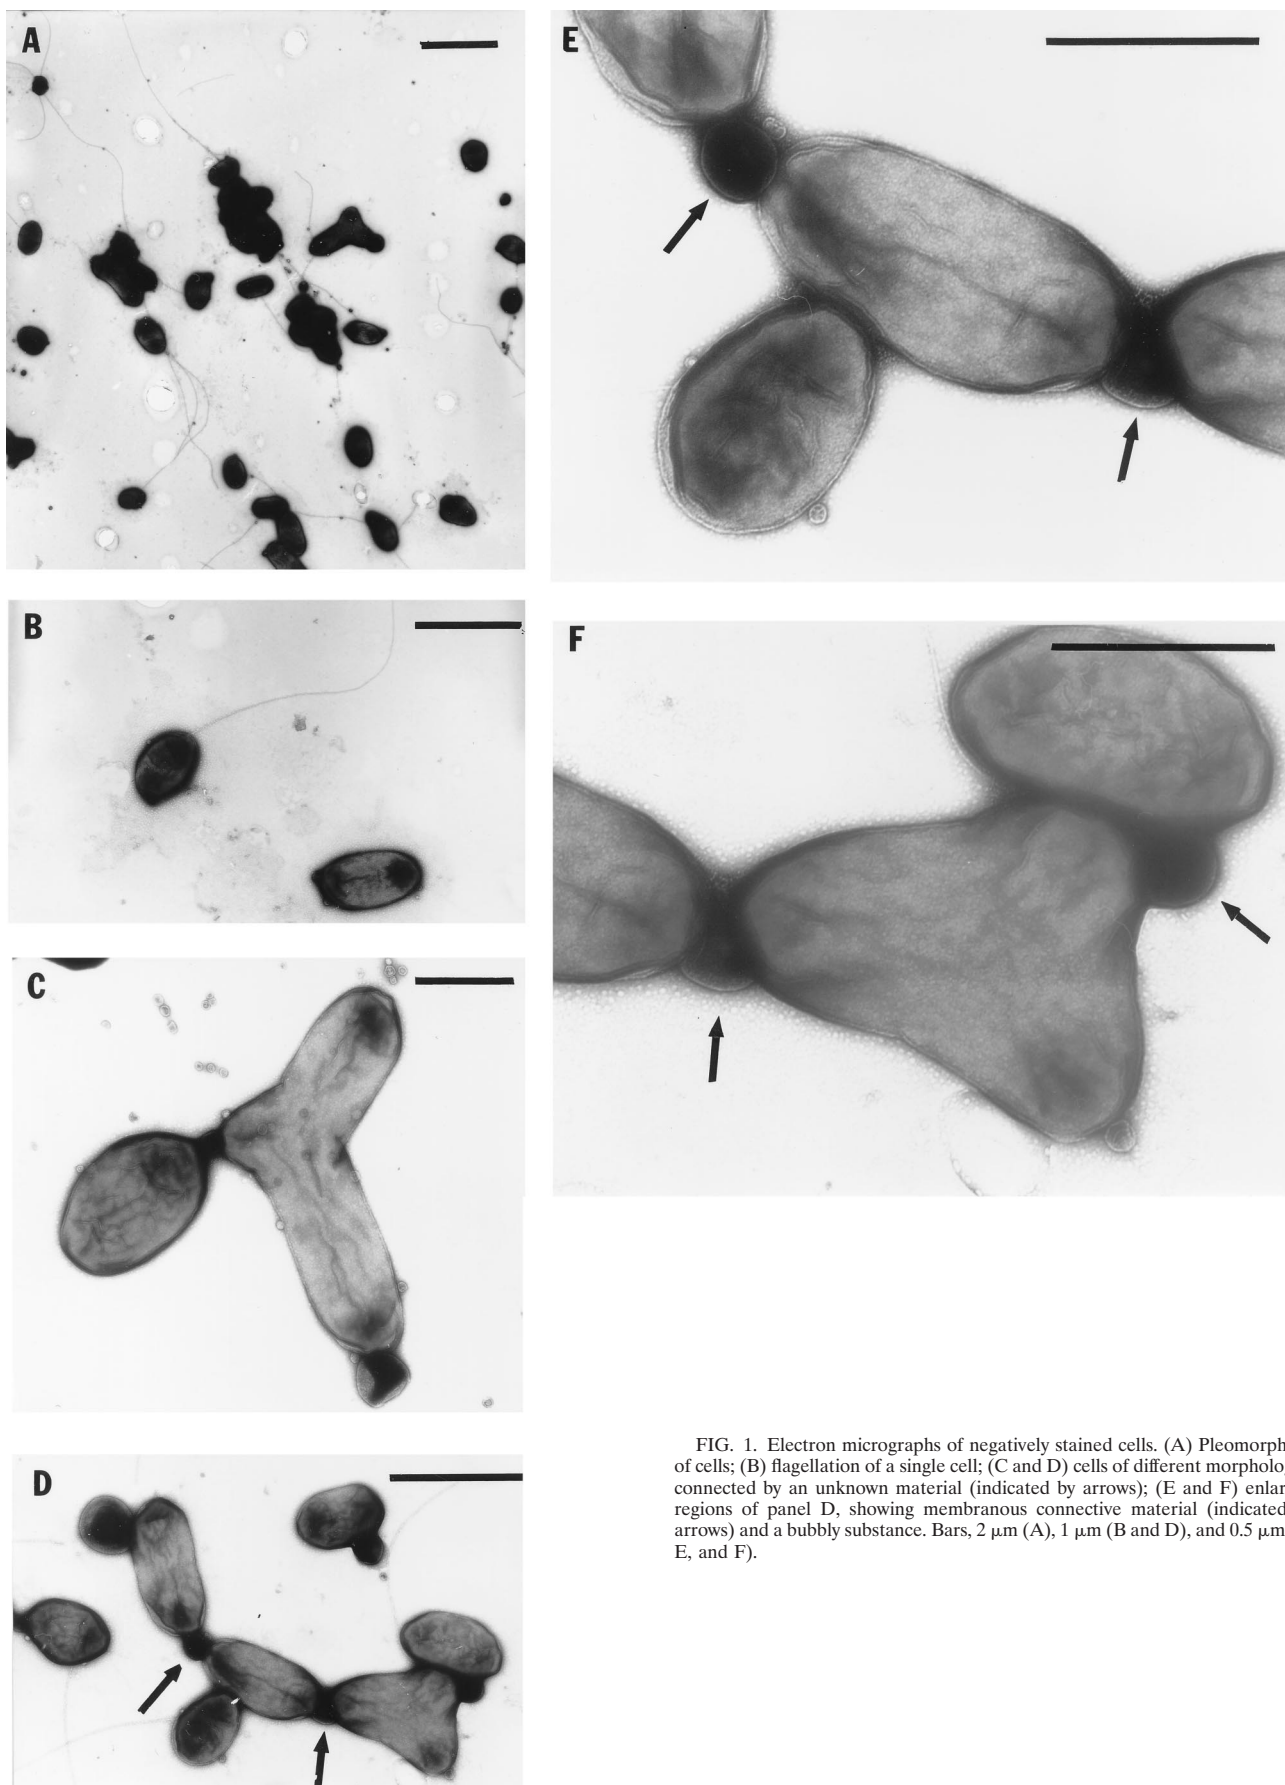 A
B
C
D
E
F
FIG. 1. Electron micrographs of negatively stained cells. (A) Pleomorph
of cells; (B) flagellation of a single cell; (C and D) cells of different morpholo
connected by an unknown material (indicated by arrows); (E and F) enlar
regions of panel D, showing membranous connective material (indicated
arrows) and a bubbly substance. Bars, 2 μm (A), 1 μm (B and D), and 0.5 μm
E, and F).